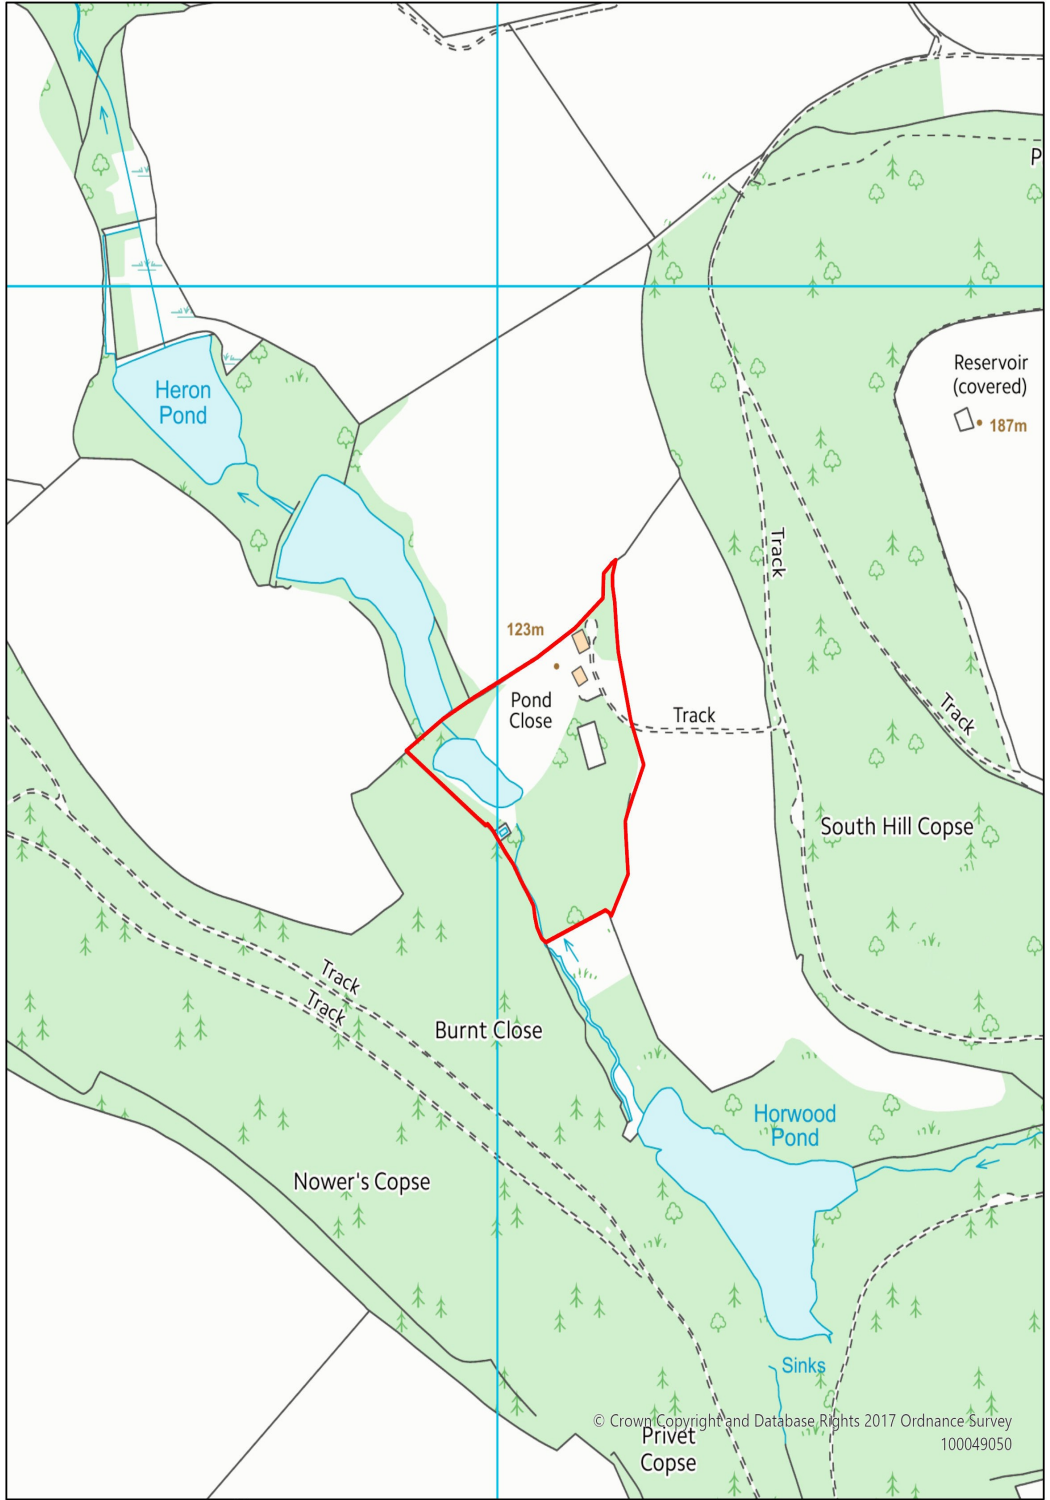 P
Reservoir
(covered)
187m
Heron
Pond
Track
123m
Pond
Close
Track
Track
South Hill Copse
Track
Track
Burnt Close
Horwood
Pond
Nower's Copse
Sinks
© Crown Copyright and Database Rights 2017 Ordnance Survey
100049050
Privet
Copse